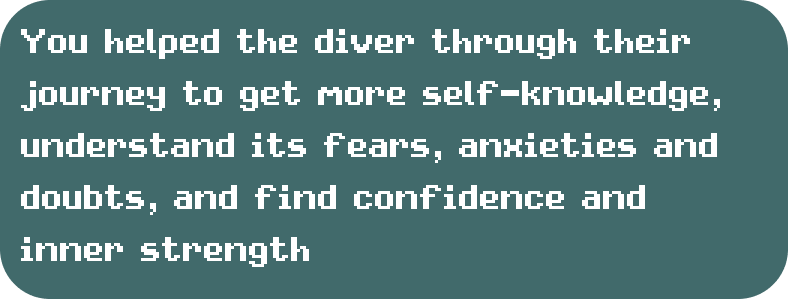 You helped the diver through their
journey to get more self-knowledge,
understand its fears, anxieties and
doubts, and find confidence and
inner strength